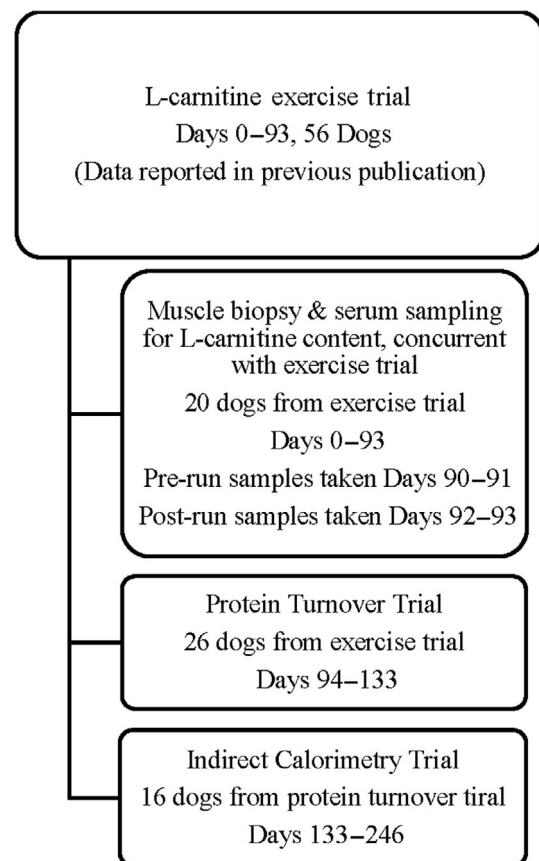 L-carnitine exercise trial
Days 0–93, 56 Dogs
(Data reported in previous publication)
Muscle biopsy & serum sampling
for L-carnitine content, concurrent
with exercise trial
20 dogs from exercise trial
Days 0–93
Pre-run samples taken Days 90–91
Post-run samples taken Days 92–93
Protein Turnover Trial
26 dogs from exercise trial
Days 94–133
Indirect Calorimetry Trial
16 dogs from protein turnover tiral
Days 133–246